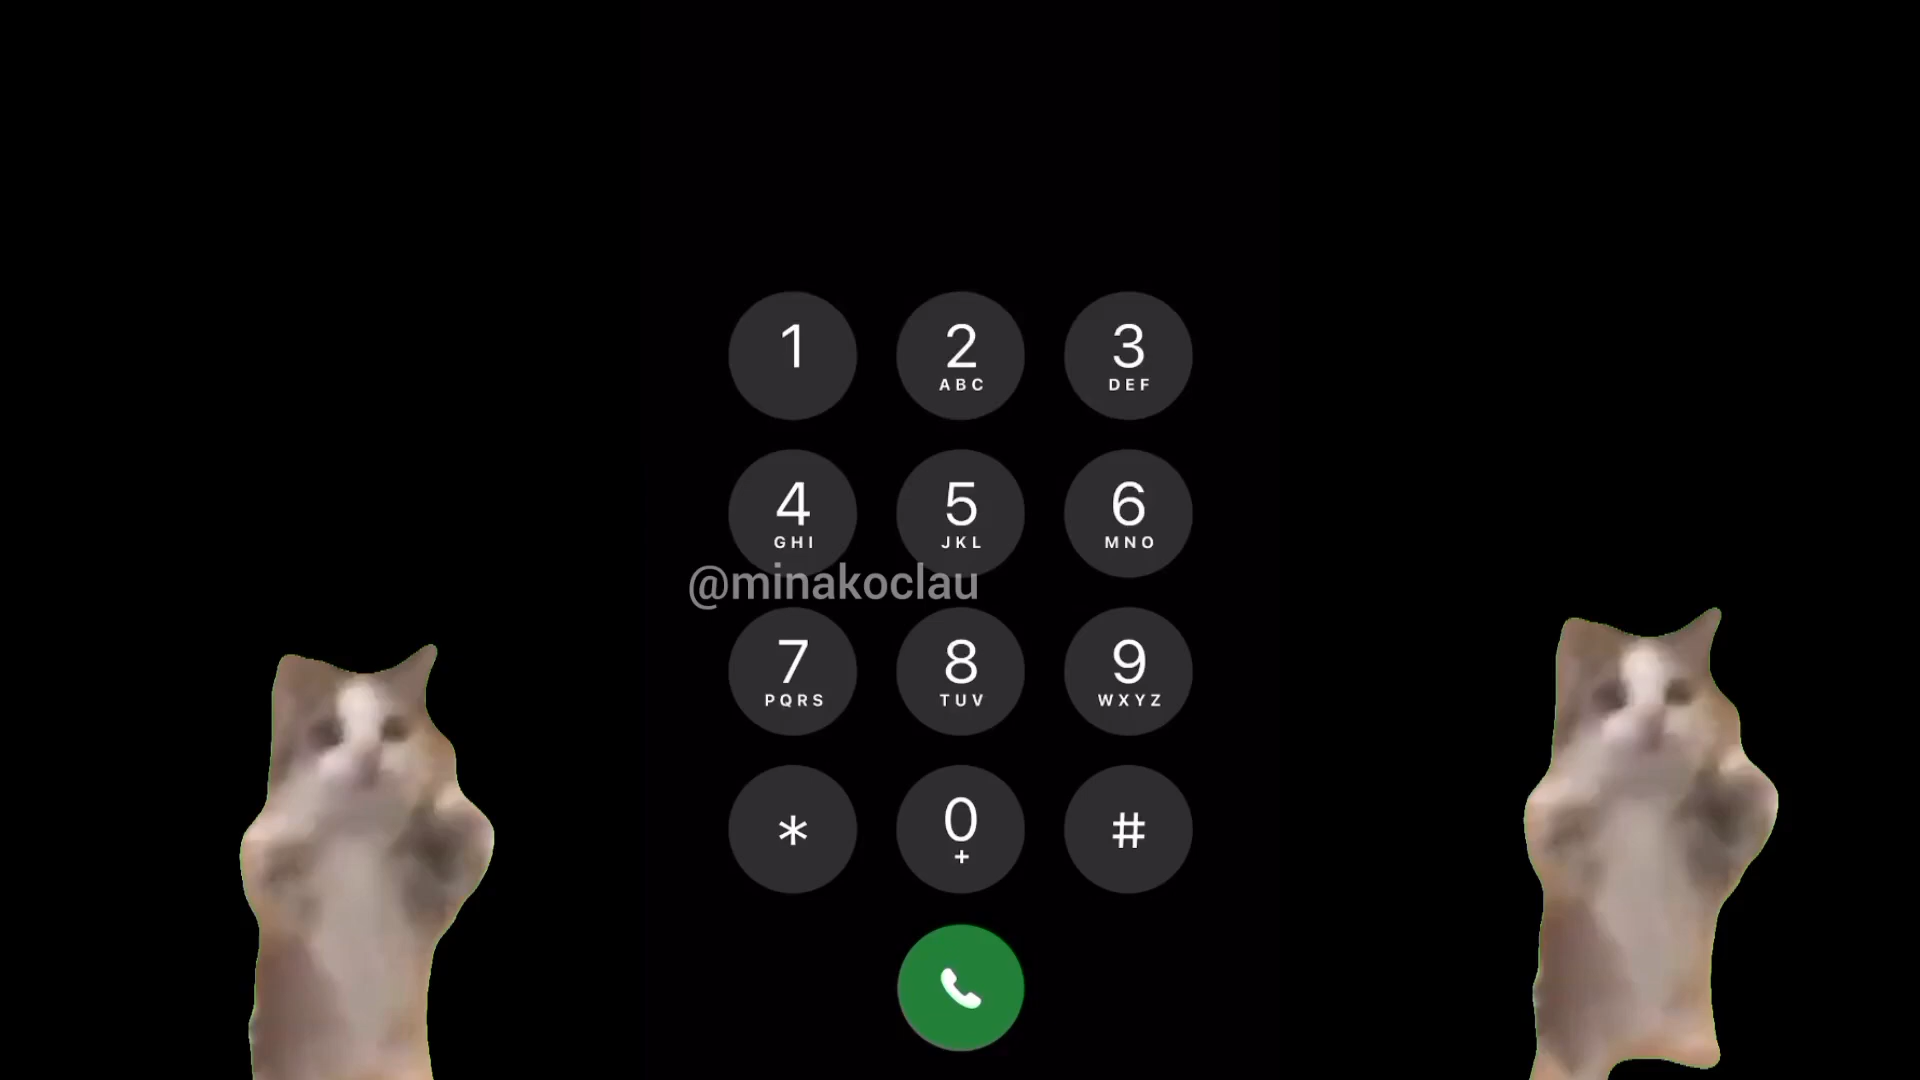 1 2 3
ABC DEF
4 5 6
GHI JKL MNO
@minakoclau
7 8 9
PQRS TUV WXYZ
* 0 #
+